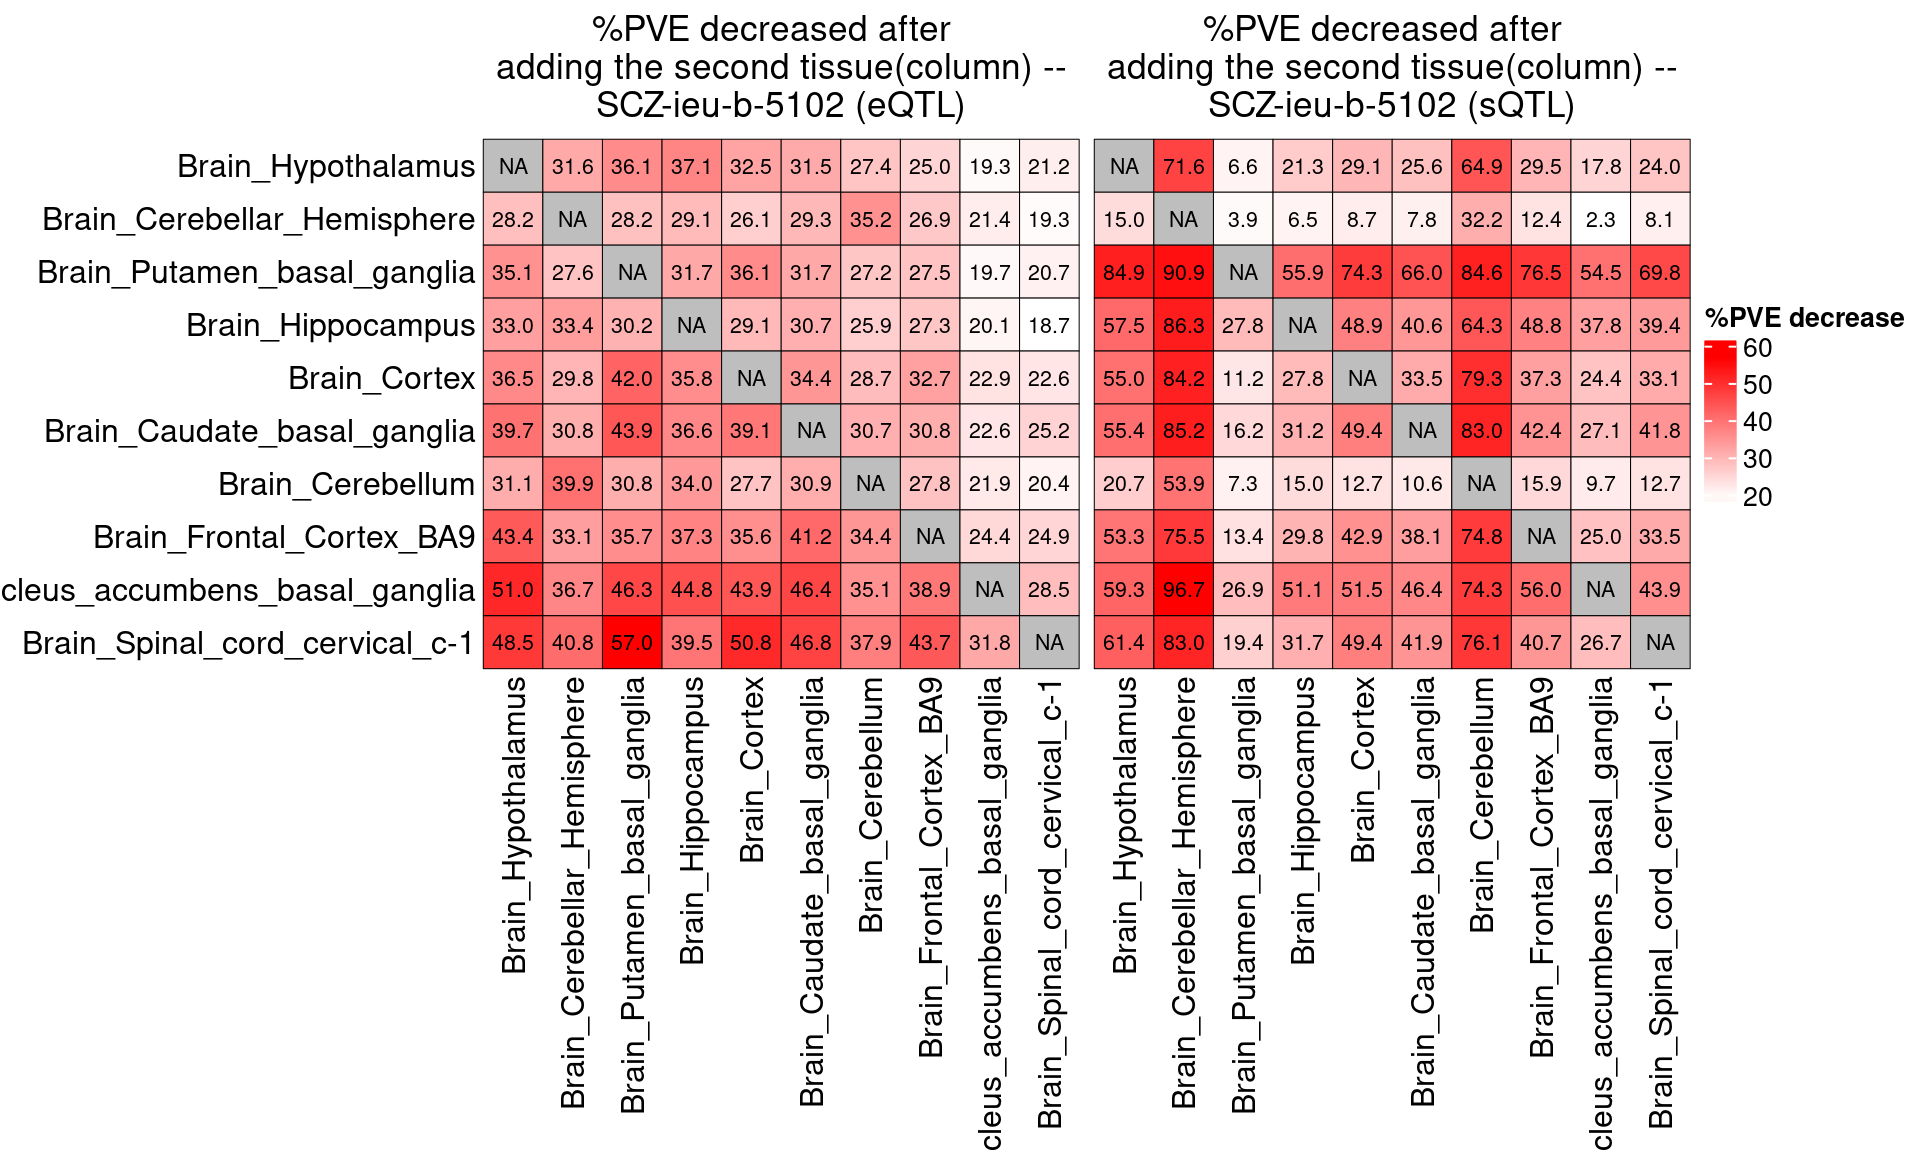 %PVE decreased after
adding the second tissue(column) --
SCZ-ieu-b-5102 (eQTL)
%PVE decreased after
adding the second tissue(column) --
SCZ-ieu-b-5102 (sQTL)
Brain_Hypothalamus NA 31.6 36.1 37.1 32.5 31.5 27.4 25.0 19.3 21.2 NA 71.6 6.6 21.3 29.1 25.6 64.9 29.5 17.8 24.0
Brain_Cerebellar_Hemisphere 28.2 NA 28.2 29.1 26.1 29.3 35.2 26.9 21.4 19.3 15.0 NA 3.9 6.5 8.7 7.8 32.2 12.4 2.3 8.1
Brain_Putamen_basal_ganglia 35.1 27.6 NA 31.7 36.1 31.7 27.2 27.5 19.7 20.7 84.9 90.9 NA 55.9 74.3 66.0 84.6 76.5 54.5 69.8
Brain_Hippocampus 33.0 33.4 30.2 NA 29.1 30.7 25.9 27.3 20.1 18.7 57.5 86.3 27.8 NA 48.9 40.6 64.3 48.8 37.8 39.4
Brain_Cortex 36.5 29.8 42.0 35.8 NA 34.4 28.7 32.7 22.9 22.6 55.0 84.2 11.2 27.8 NA 33.5 79.3 37.3 24.4 33.1
Brain_Caudate_basal_ganglia 39.7 30.8 43.9 36.6 39.1 NA 30.7 30.8 22.6 25.2 55.4 85.2 16.2 31.2 49.4 NA 83.0 42.4 27.1 41.8
Brain_Cerebellum 31.1 39.9 30.8 34.0 27.7 30.9 NA 27.8 21.9 20.4 20.7 53.9 7.3 15.0 12.7 10.6 NA 15.9 9.7 12.7
Brain_Frontal_Cortex_BA9 43.4 33.1 35.7 37.3 35.6 41.2 34.4 NA 24.4 24.9 53.3 75.5 13.4 29.8 42.9 38.1 74.8 NA 25.0 33.5
cleus_accumbens_basal_ganglia 51.0 36.7 46.3 44.8 43.9 46.4 35.1 38.9 NA 28.5 59.3 96.7 26.9 51.1 51.5 46.4 74.3 56.0 NA 43.9
Brain_Spinal_cord_cervical_c-1 48.5 40.8 57.0 39.5 50.8 46.8 37.9 43.7 31.8 NA 61.4 83.0 19.4 31.7 49.4 41.9 76.1 40.7 26.7 NA
Brain_Hypothalamus
Brain_Cerebellar_Hemisphere
Brain_Putamen_basal_ganglia
Brain_Hippocampus
Brain_Cortex
Brain_Caudate_basal_ganglia
Brain_Cerebellum
Brain_Frontal_Cortex_BA9
cleus_accumbens_basal_ganglia
Brain_Spinal_cord_cervical_c-1
Brain_Hypothalamus
Brain_Cerebellar_Hemisphere
Brain_Putamen_basal_ganglia
Brain_Hippocampus
Brain_Cortex
Brain_Caudate_basal_ganglia
Brain_Cerebellum
Brain_Frontal_Cortex_BA9
cleus_accumbens_basal_ganglia
Brain_Spinal_cord_cervical_c-1
%PVE decrease
60
50
40
30
20